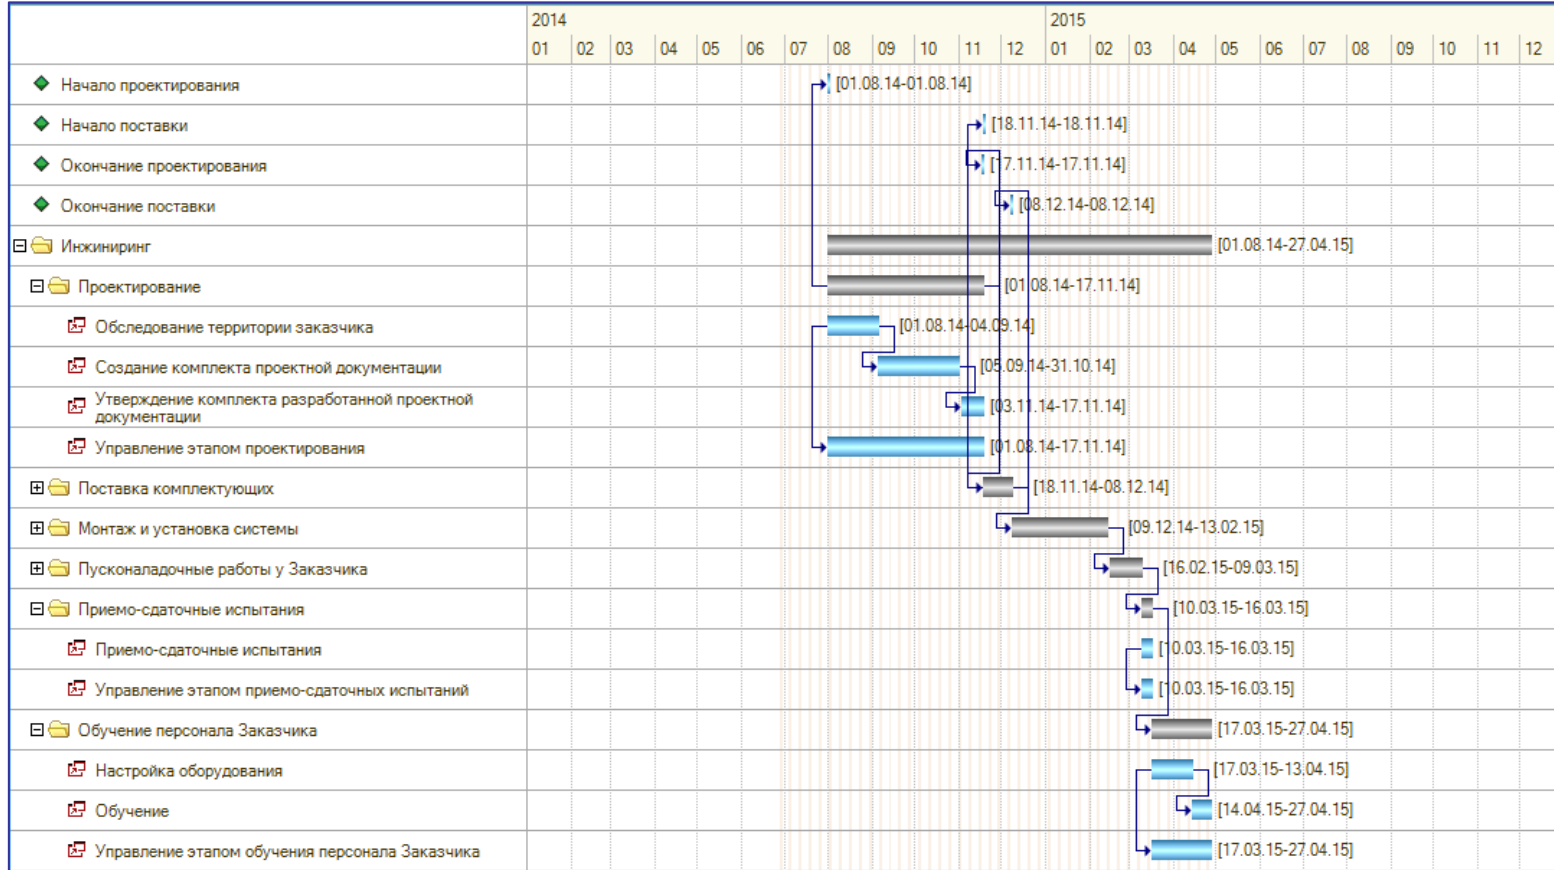 2014 2015
01 02 03 04 05 06 07 08 09 10 11 12 01 02 03 04 05 06 07 08 09 10 11 12
Начало проектирования [01.08.14-01.08.14]
Начало поставки [18.11.14-18.11.14]
Окончание проектирования [17.11.14-17.11.14]
Окончание поставки [08.12.14-08.12.14]
Инжиниринг [01.08.14-27.04.15]
Проектирование [01.08.14-17.11.14]
Обследование территории заказчика [01.08.14-04.09.14]
Создание комплекта проектной документации [05.09.14-31.10.14]
Утверждение комплекта разработанной проектной
документации [03.11.14-17.11.14]
Управление этапом проектирования [01.08.14-17.11.14]
Поставка комплектующих [18.11.14-08.12.14]
Монтаж и установка системы [09.12.14-13.02.15]
Пусконаладочные работы у Заказчика [16.02.15-09.03.15]
Приемо-сдаточные испытания [10.03.15-16.03.15]
Приемо-сдаточные испытания [10.03.15-16.03.15]
Управление этапом приемо-сдаточных испытаний [10.03.15-16.03.15]
Обучение персонала Заказчика [17.03.15-27.04.15]
Настройка оборудования [17.03.15-13.04.15]
Обучение [14.04.15-27.04.15]
Управление этапом обучения персонала Заказчика [17.03.15-27.04.15]